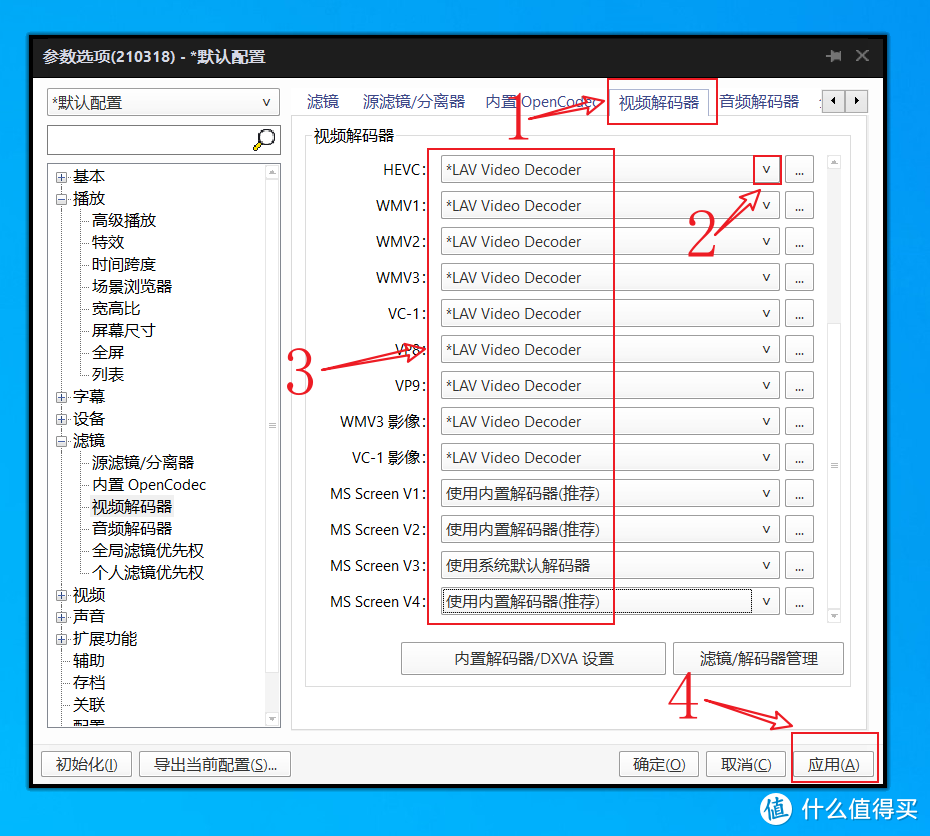 参数选项(210318) - *默认配置
*默认配置
滤镜 源滤镜/分离器 内置 OpenCodec 视频解码器 音频解码器
1
视频解码器
基本
播放
高级播放
特效
时间跨度
场景浏览器
宽高比
屏幕尺寸
全屏
列表
字幕
设备
滤镜
源滤镜/分离器
内置 OpenCodec
视频解码器
音频解码器
全局滤镜优先权
个人滤镜优先权
视频
声音
扩展功能
辅助
存档
关联
配置
HEVC: *LAV Video Decoder ...
2
WMV1: *LAV Video Decoder ...
WMV2: *LAV Video Decoder ...
WMV3: *LAV Video Decoder ...
VC-1: *LAV Video Decoder ...
3
VP8: *LAV Video Decoder ...
VP9: *LAV Video Decoder ...
WMV3 影像: *LAV Video Decoder ...
VC-1 影像: *LAV Video Decoder ...
MS Screen V1: 使用内置解码器(推荐) ...
MS Screen V2: 使用内置解码器(推荐) ...
MS Screen V3: 使用系统默认解码器 ...
MS Screen V4: 使用内置解码器(推荐) ...
内置解码器/DXVA 设置 滤镜/解码器管理
4
初始化(I) 导出当前配置(S)... 确定(O) 取消(C) 应用(A)
值 什么值得买